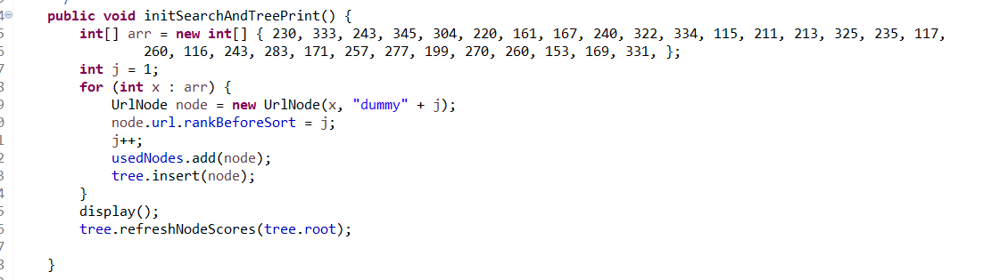 public void initSearchAndTreePrint() {
int[] arr = new int[] { 230, 333, 243, 345, 304, 220, 161, 167, 240, 322, 334, 115, 211, 213, 325, 235, 117,
260, 116, 243, 283, 171, 257, 277, 199, 270, 260, 153, 169, 331, };
int j = 1;
for (int x : arr) {
UrlNode node = new UrlNode(x, "dummy" + j);
node.url.rankBeforeSort = j;
j++;
usedNodes.add(node);
tree.insert(node);
}
display();
tree.refreshNodeScores(tree.root);
}